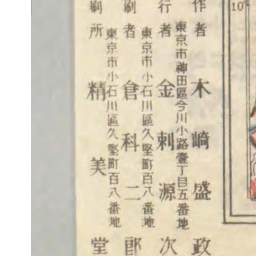 10
作者 木崎盛政
東京市神田區今川小路壹丁目五番地
行者 金刺源次
東京市小石川區久堅町百八番地
刷者 倉科二郎
東京市小石川區久堅町百八番地
刷所 精美堂